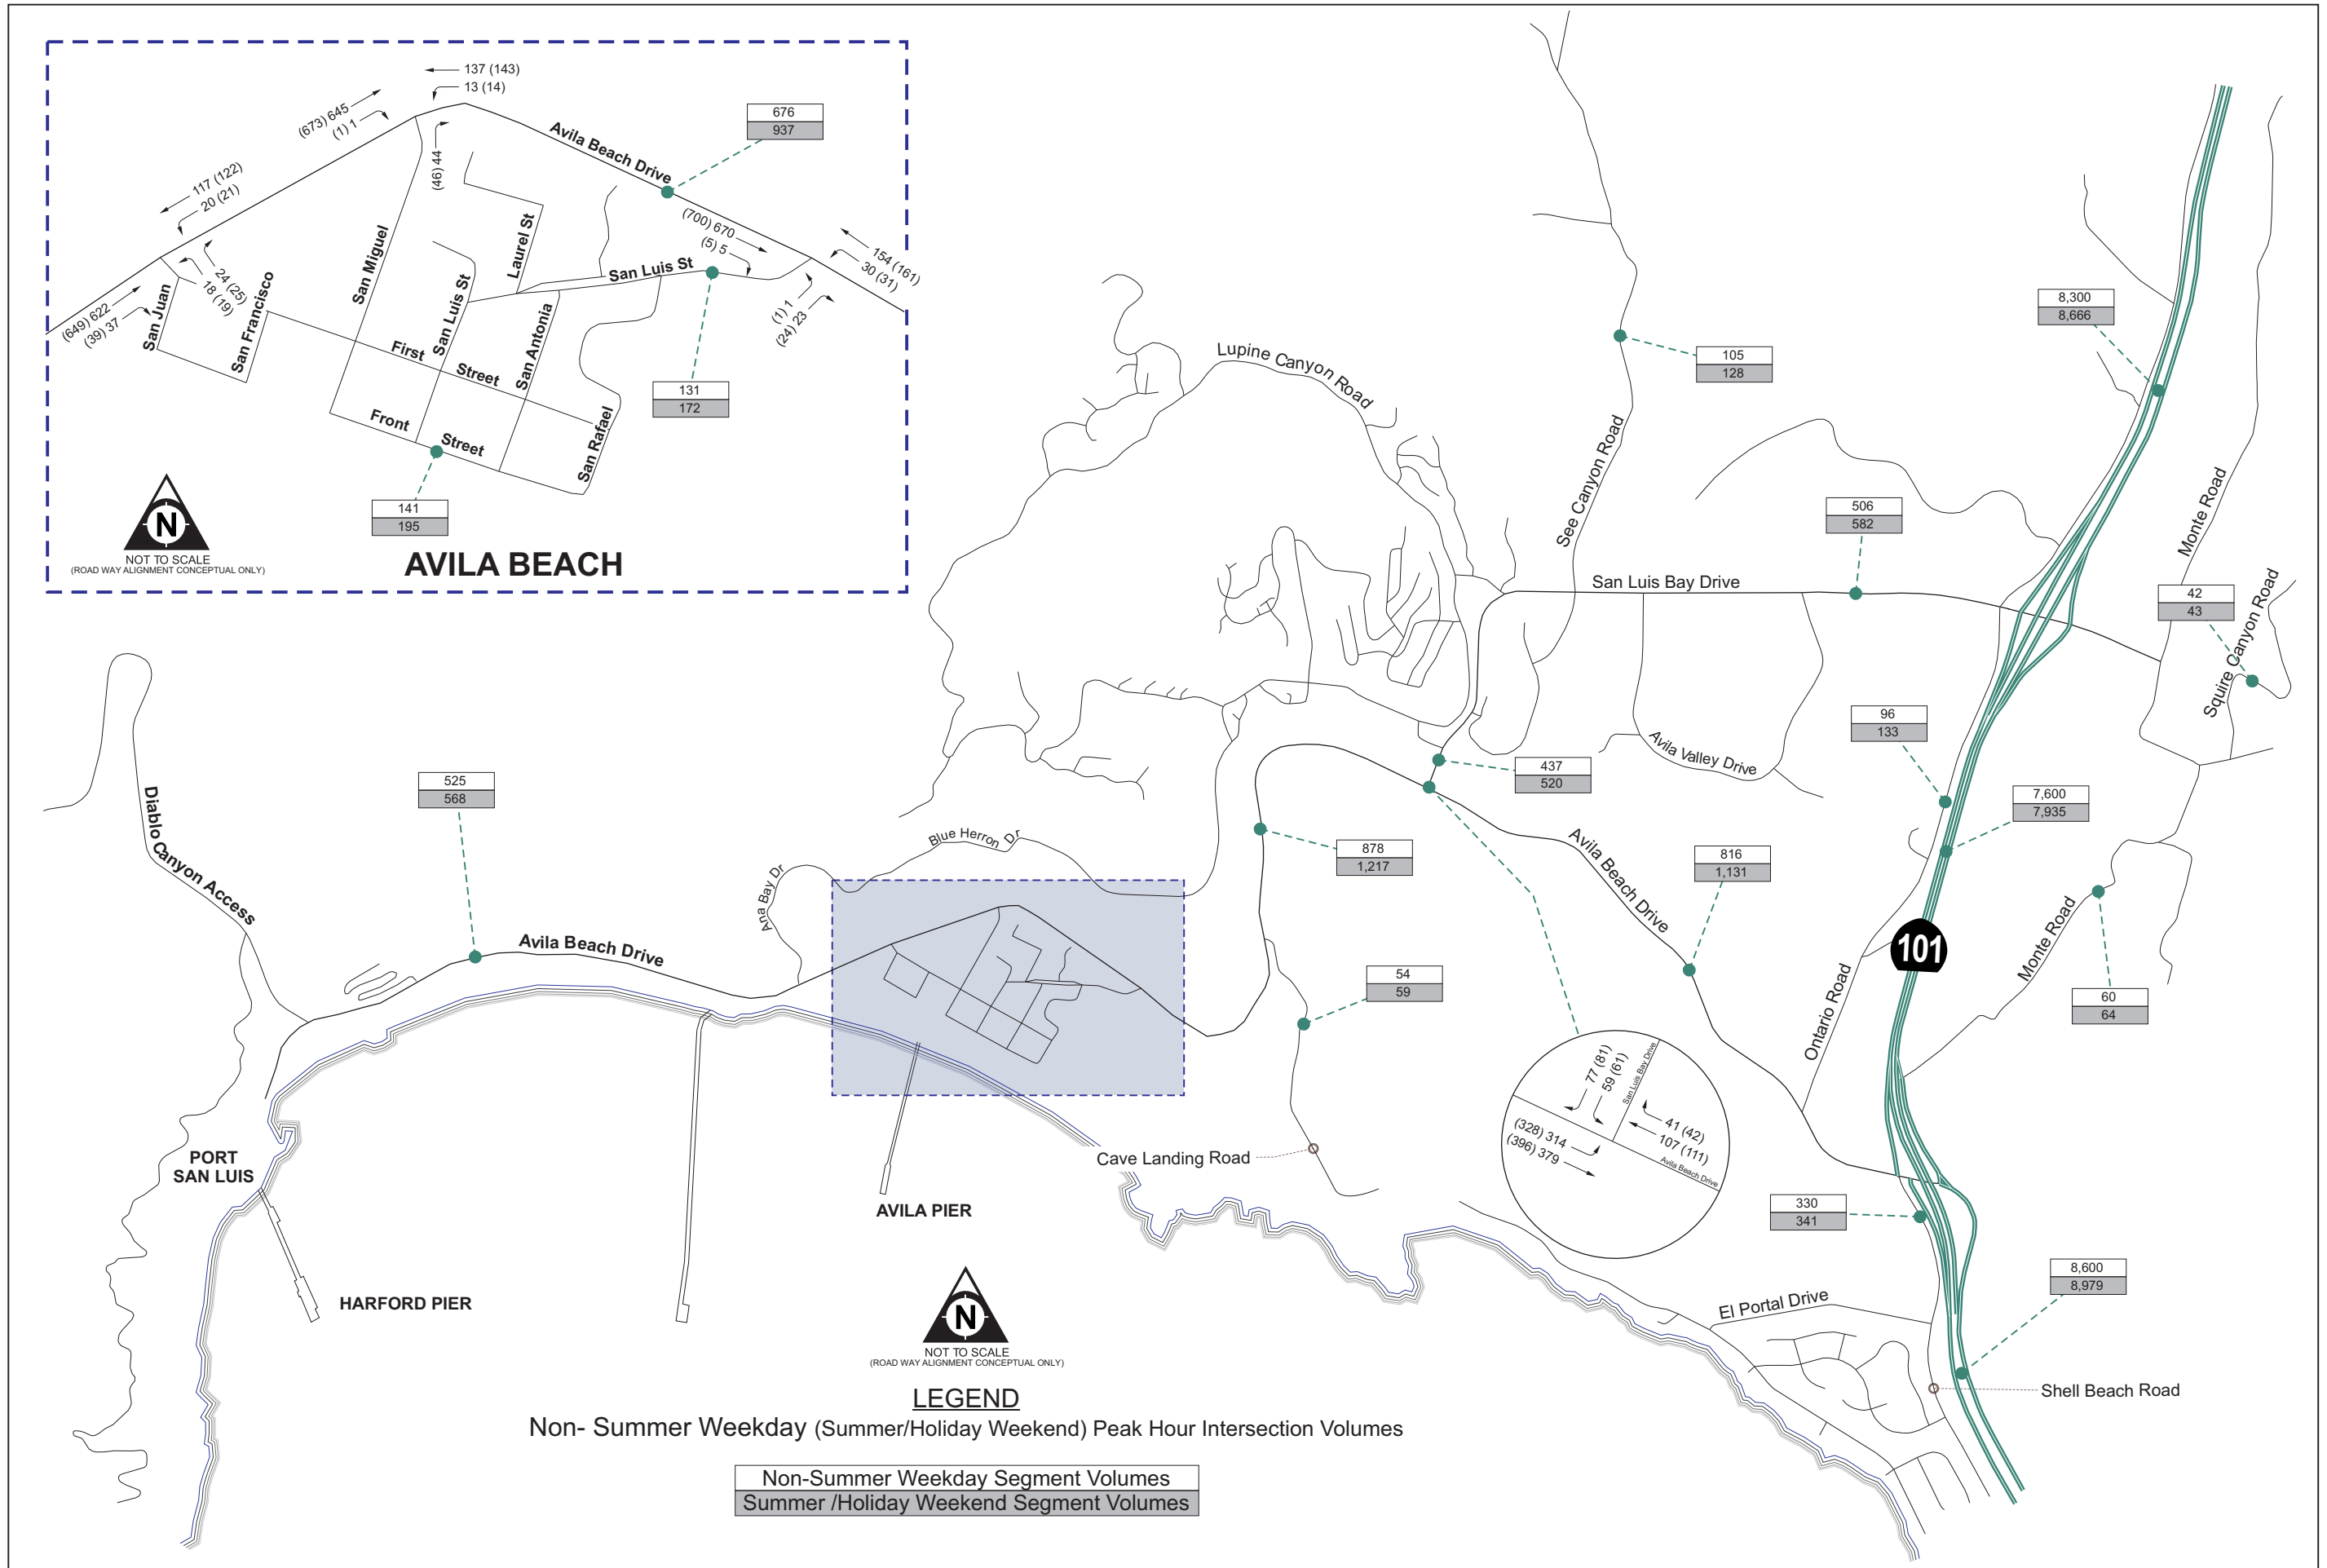 137 (143)
13 (14)
(673) 645
(1) 1
676
937
Avila Beach Drive
117 (122)
20 (21)
(46) 44
(700) 670
(5) 5
154 (161)
30 (31)
Laurel St
San Luis St
San Miguel
24 (25)
18 (19)
(649) 622
(39) 37
San Juan
San Francisco
San Luis St
San Antonia
(1) 1
(24) 23
First
Street
131
172
Front
Street
San Rafael
141
195
N
NOT TO SCALE
(ROAD WAY ALIGNMENT CONCEPTUAL ONLY)
AVILA BEACH
8,300
8,666
Lupine Canyon Road
105
128
See Canyon Road
506
582
Monte Road
San Luis Bay Drive
42
43
Squire Canyon Road
96
133
Avila Valley Drive
437
520
525
568
7,600
7,935
Diablo Canyon Access
Blue Herron Dr
878
1,217
Avila Beach Drive
816
1,131
Ana Bay Dr
101
Avila Beach Drive
Monte Road
54
59
Ontario Road
60
64
77 (81)
59 (61)
San Luis Bay Drive
41 (42)
107 (111)
(328) 314
(396) 379
Avila Beach Drive
PORT
SAN LUIS
Cave Landing Road
AVILA PIER
330
341
HARFORD PIER
8,600
8,979
El Portal Drive
N
NOT TO SCALE
(ROAD WAY ALIGNMENT CONCEPTUAL ONLY)
Shell Beach Road
LEGEND
Non- Summer Weekday (Summer/Holiday Weekend) Peak Hour Intersection Volumes
Non-Summer Weekday Segment Volumes
Summer /Holiday Weekend Segment Volumes